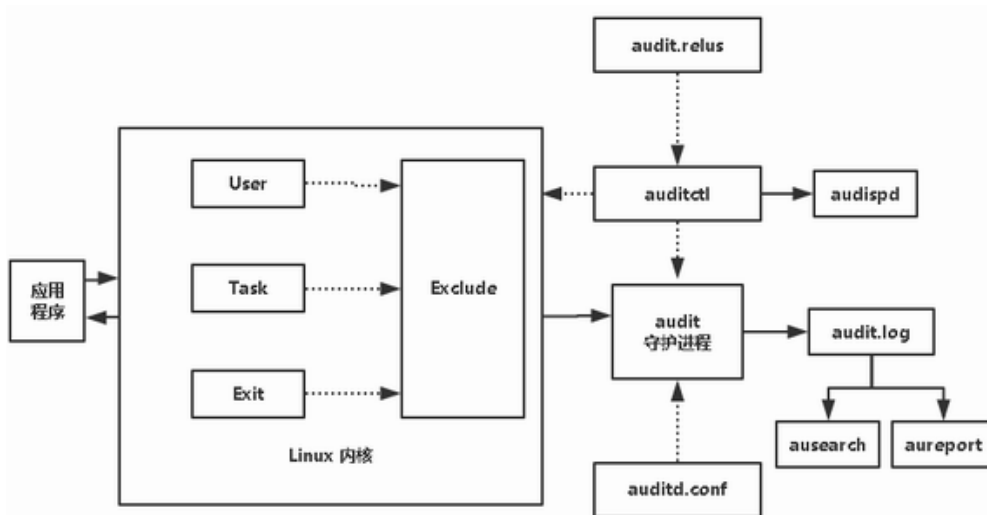 audit.relus
User
auditctl
audispd
应用
程序
Task
Exclude
audit
守护进程
audit.log
Exit
ausearch
aureport
Linux 内核
auditd.conf